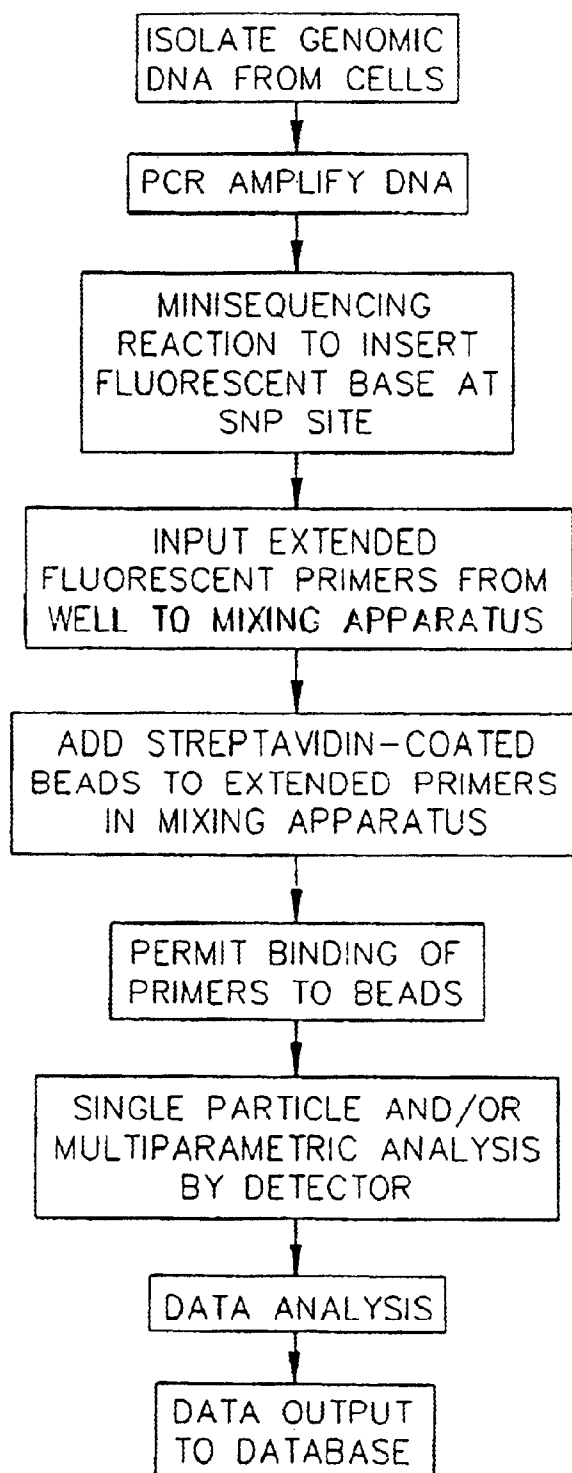 ISOLATE GENOMIC
DNA FROM CELLS
PCR AMPLIFY DNA
MINISEQUENCING
REACTION TO INSERT
FLUORESCENT BASE AT
SNP SITE
INPUT EXTENDED
FLUORESCENT PRIMERS FROM
WELL TO MIXING APPARATUS
ADD STREPTAVIDIN-COATED
BEADS TO EXTENDED PRIMERS
IN MIXING APPARATUS
PERMIT BINDING OF
PRIMERS TO BEADS
SINGLE PARTICLE AND/OR
MULTIPARAMETRIC ANALYSIS
BY DETECTOR
DATA ANALYSIS
DATA OUTPUT
TO DATABASE